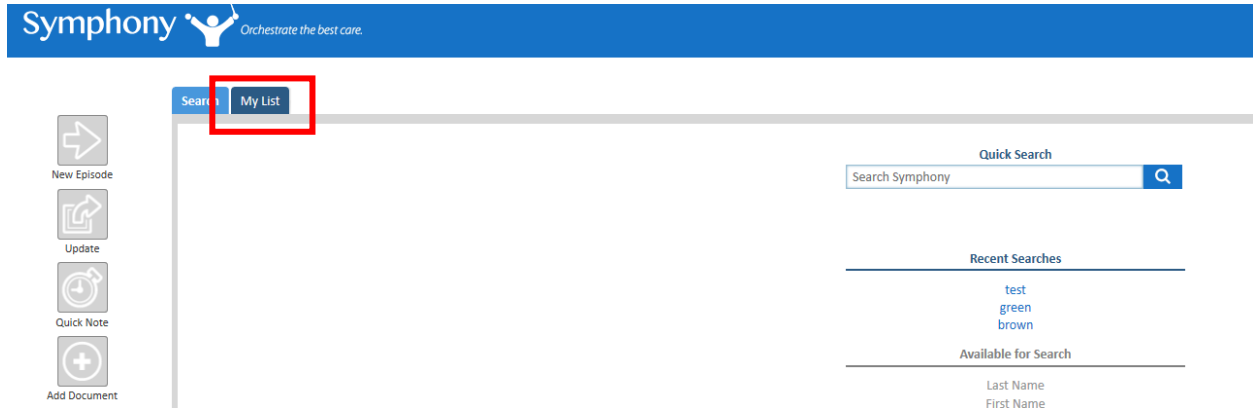 Symphony Orchestrate the best care.
Search My List
New Episode
Update
Quick Note
Add Document
Quick Search
Search Symphony
Recent Searches
test
green
brown
Available for Search
Last Name
First Name